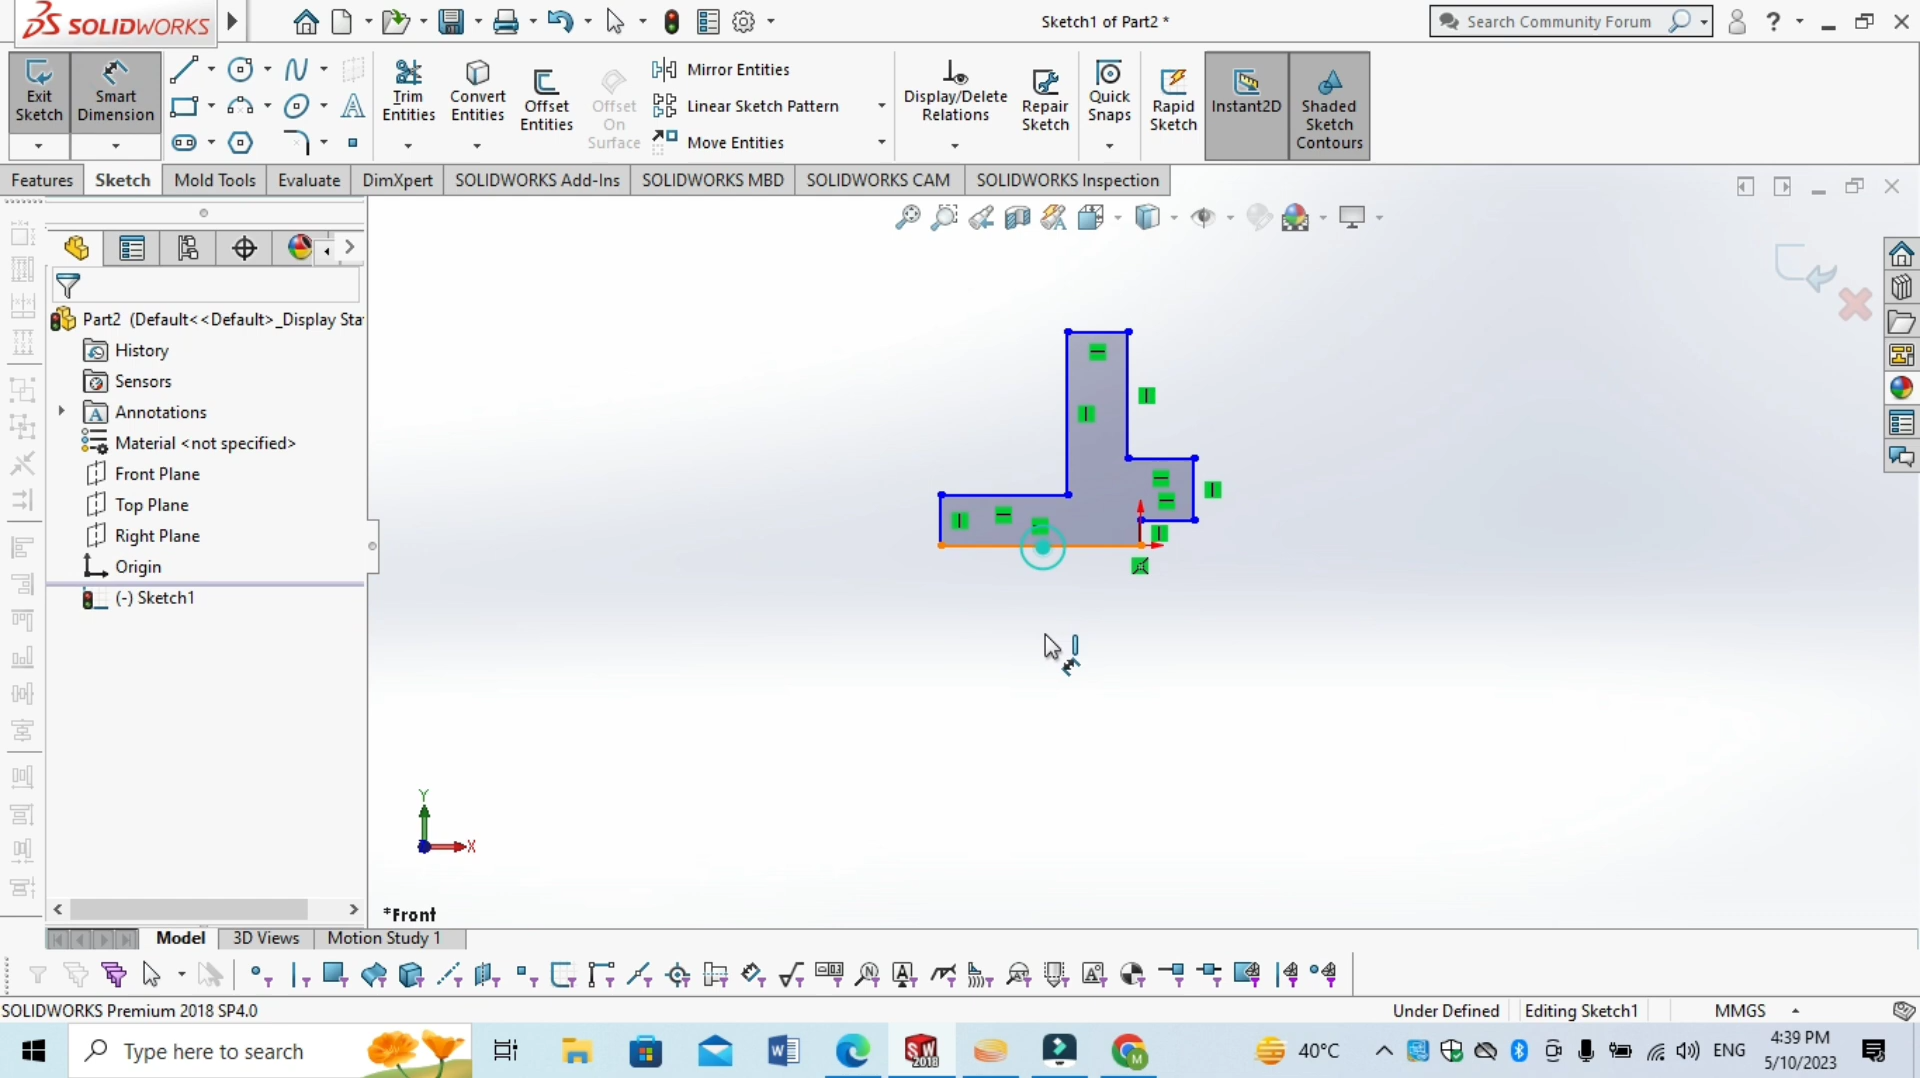 SOLIDWORKS
Sketch1 of Part2 *
Search Community Forum
?
Exit Sketch
Smart Dimension
Trim Entities
Convert Entities
Offset Entities
Offset On Surface
Mirror Entities
Linear Sketch Pattern
Move Entities
Display/Delete Relations
Repair Sketch
Quick Snaps
Rapid Sketch
Instant2D
Shaded Sketch Contours
Features
Sketch
Mold Tools
Evaluate
DimXpert
SOLIDWORKS Add-Ins
SOLIDWORKS MBD
SOLIDWORKS CAM
SOLIDWORKS Inspection
Part2 (Default<<Default>_Display Sta
History
Sensors
Annotations
Material <not specified>
Front Plane
Top Plane
Right Plane
Origin
(-) Sketch1
Y
X
*Front
Model
3D Views
Motion Study 1
SOLIDWORKS Premium 2018 SP4.0
Under Defined
Editing Sketch1
MMGS
Type here to search
SW 2018
M
40°C
ENG
4:39 PM
5/10/2023